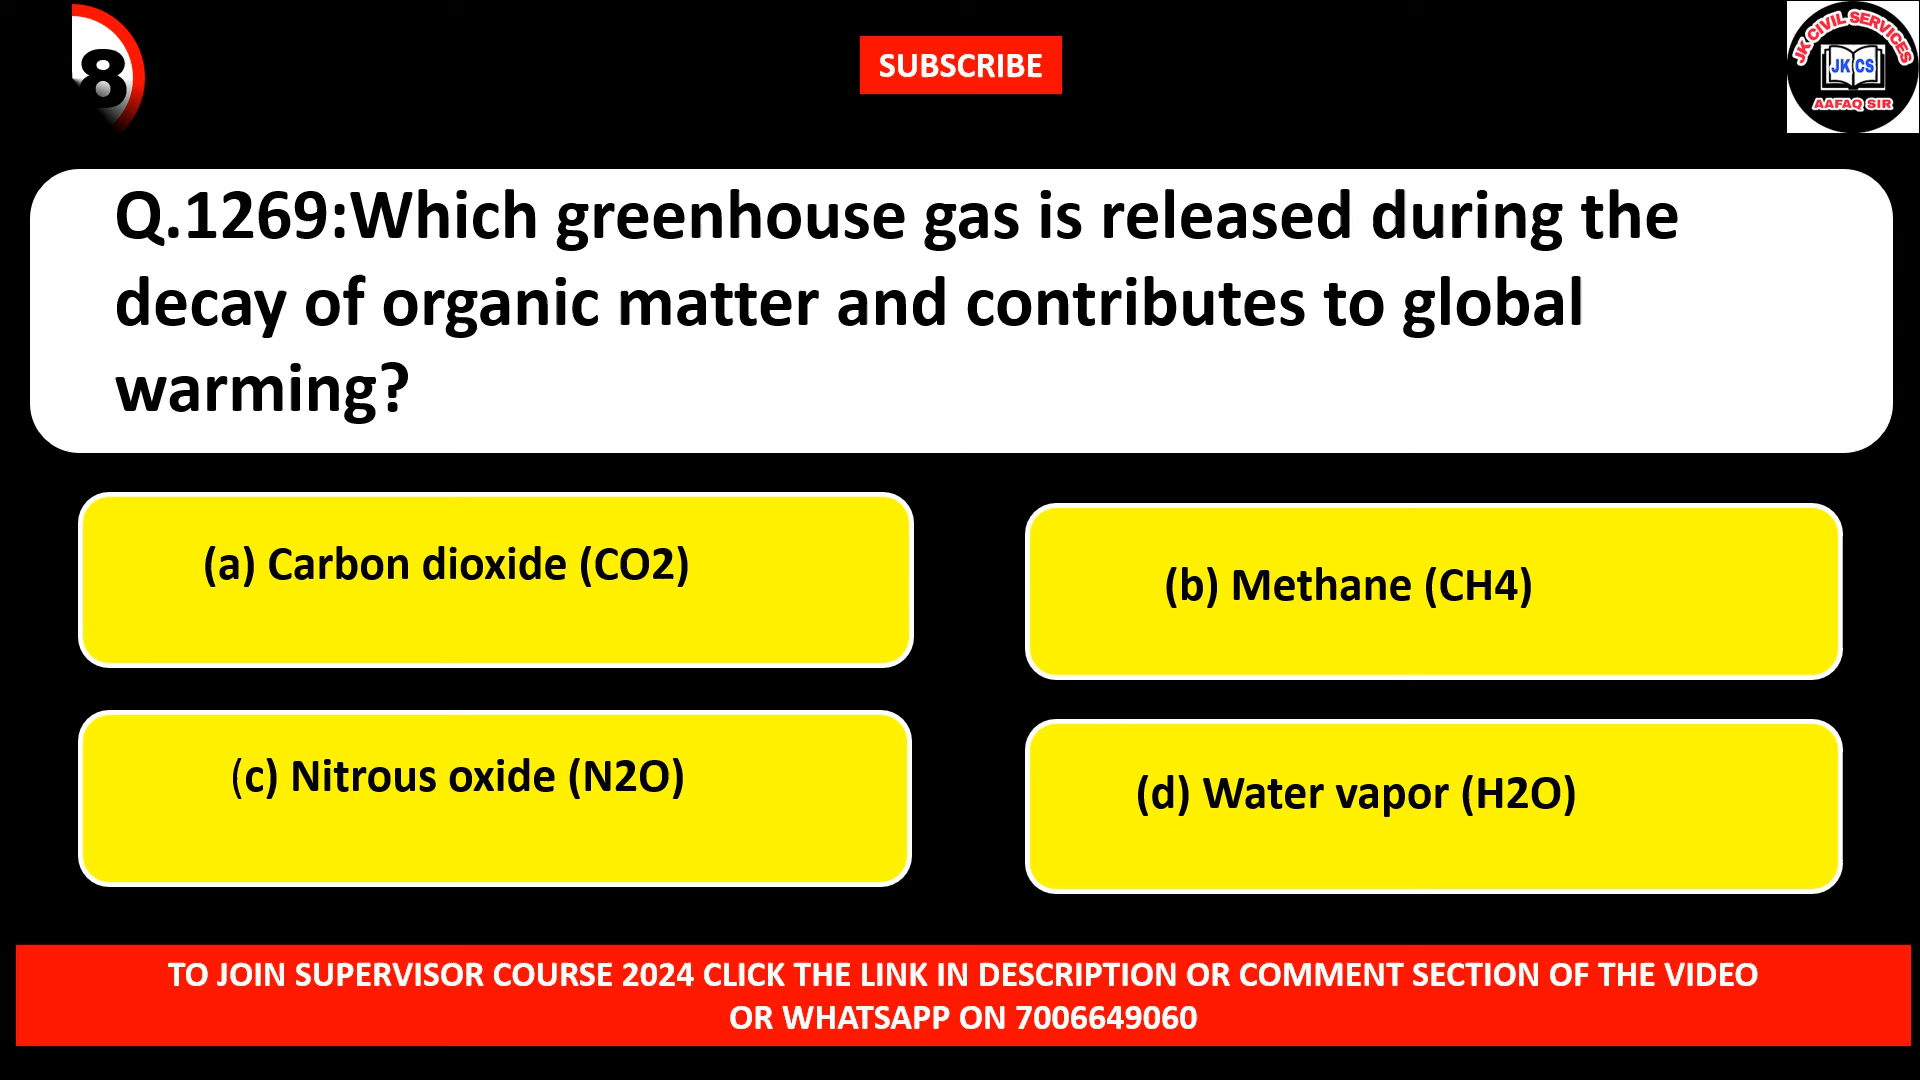 8
SUBSCRIBE
JK CIVIL SERVICES
JK CS
AAFAQ SIR
Q.1269:Which greenhouse gas is released during the
decay of organic matter and contributes to global
warming?
(a) Carbon dioxide (CO2)
(b) Methane (CH4)
(c) Nitrous oxide (N2O)
(d) Water vapor (H2O)
TO JOIN SUPERVISOR COURSE 2024 CLICK THE LINK IN DESCRIPTION OR COMMENT SECTION OF THE VIDEO
OR WHATSAPP ON 7006649060